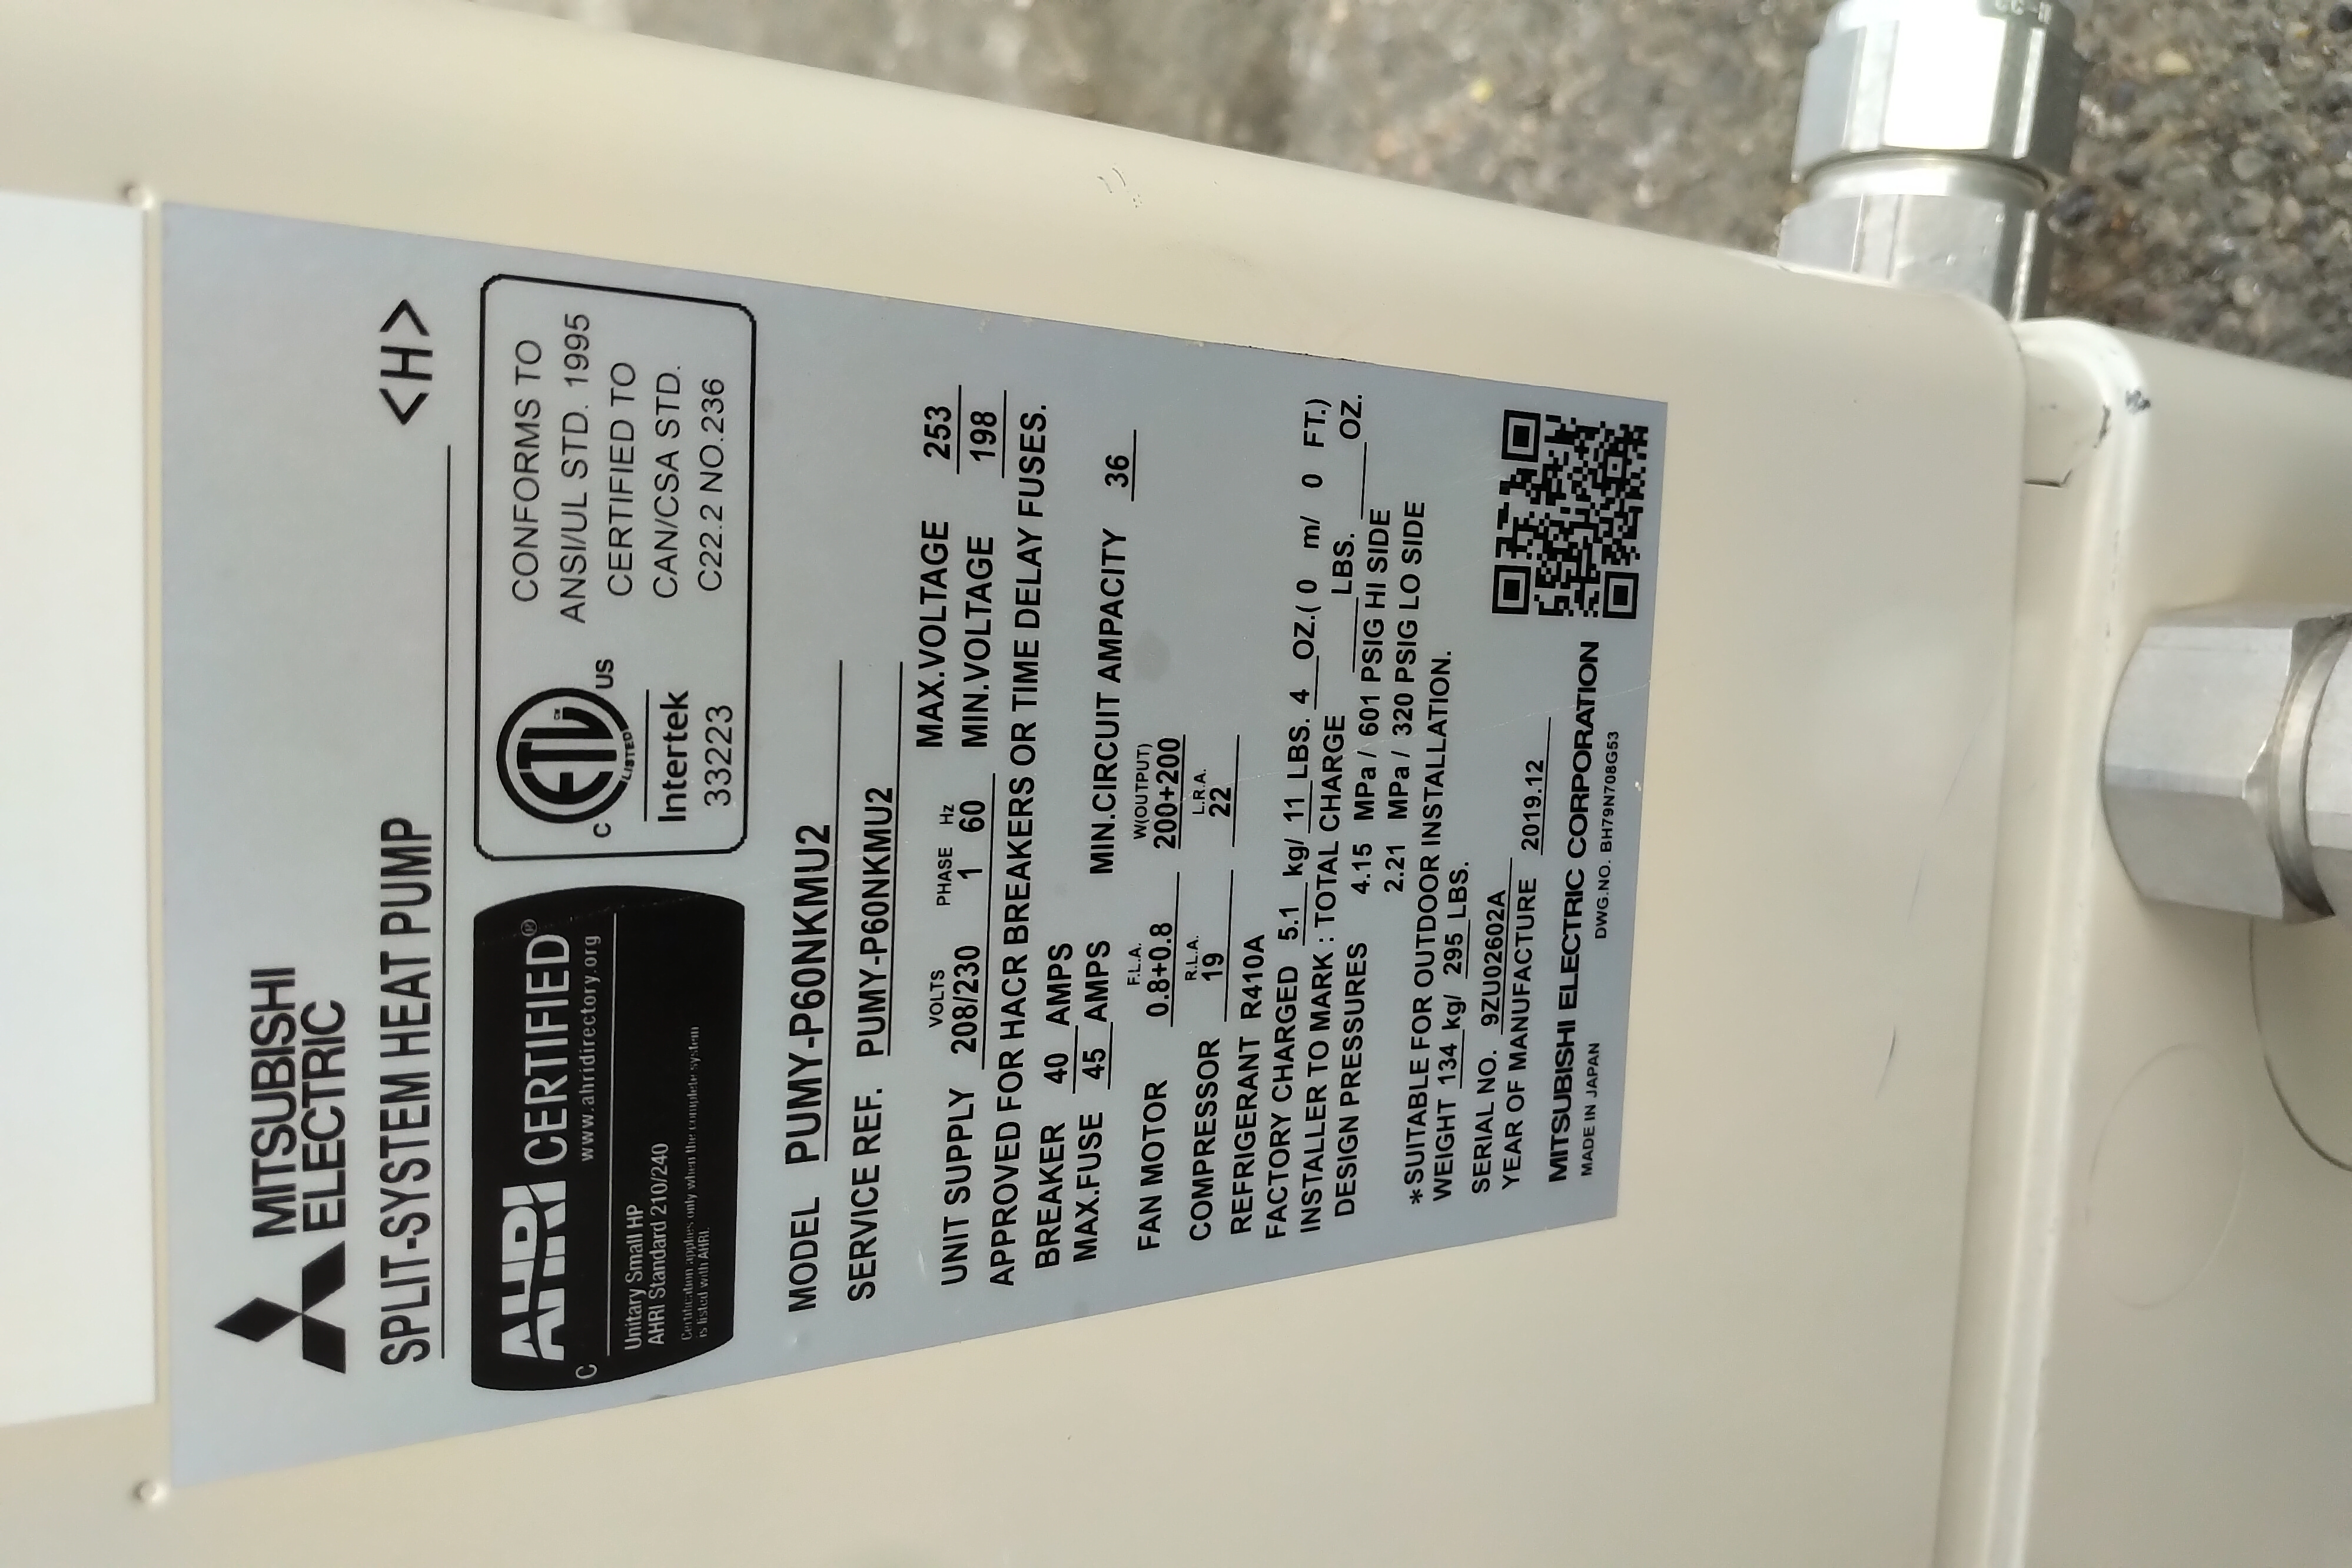 MITSUBISHI
ELECTRIC
SPLIT-SYSTEM HEAT PUMP <H>
C AHRI CERTIFIED®
www.ahridirectory.org
Unitary Small HP
AHRI Standard 210/240
Certification applies only when the complete system
is listed with AHRI.
C ETL CM LISTED US
Intertek
33223
CONFORMS TO
ANSI/UL STD. 1995
CERTIFIED TO
CAN/CSA STD.
C22.2 NO.236
MODEL PUMY-P60NKMU2
SERVICE REF. PUMY-P60NKMU2
VOLTS PHASE Hz MAX.VOLTAGE 253
UNIT SUPPLY 208/230 1 60 MIN.VOLTAGE 198
APPROVED FOR HACR BREAKERS OR TIME DELAY FUSES.
BREAKER 40 AMPS
MAX.FUSE 45 AMPS MIN.CIRCUIT AMPACITY 36
F.L.A. W(OUTPUT)
FAN MOTOR 0.8+0.8 200+200
R.L.A. L.R.A.
COMPRESSOR 19 22
REFRIGERANT R410A
FACTORY CHARGED 5.1 kg/ 11 LBS. 4 OZ.( 0 m/ 0 FT.)
INSTALLER TO MARK : TOTAL CHARGE LBS. OZ.
DESIGN PRESSURES 4.15 MPa / 601 PSIG HI SIDE
2.21 MPa / 320 PSIG LO SIDE
*SUITABLE FOR OUTDOOR INSTALLATION.
WEIGHT 134 kg/ 295 LBS.
SERIAL NO. 9ZU02602A
YEAR OF MANUFACTURE 2019.12
MITSUBISHI ELECTRIC CORPORATION
MADE IN JAPAN DWG.NO. BH79N708G53